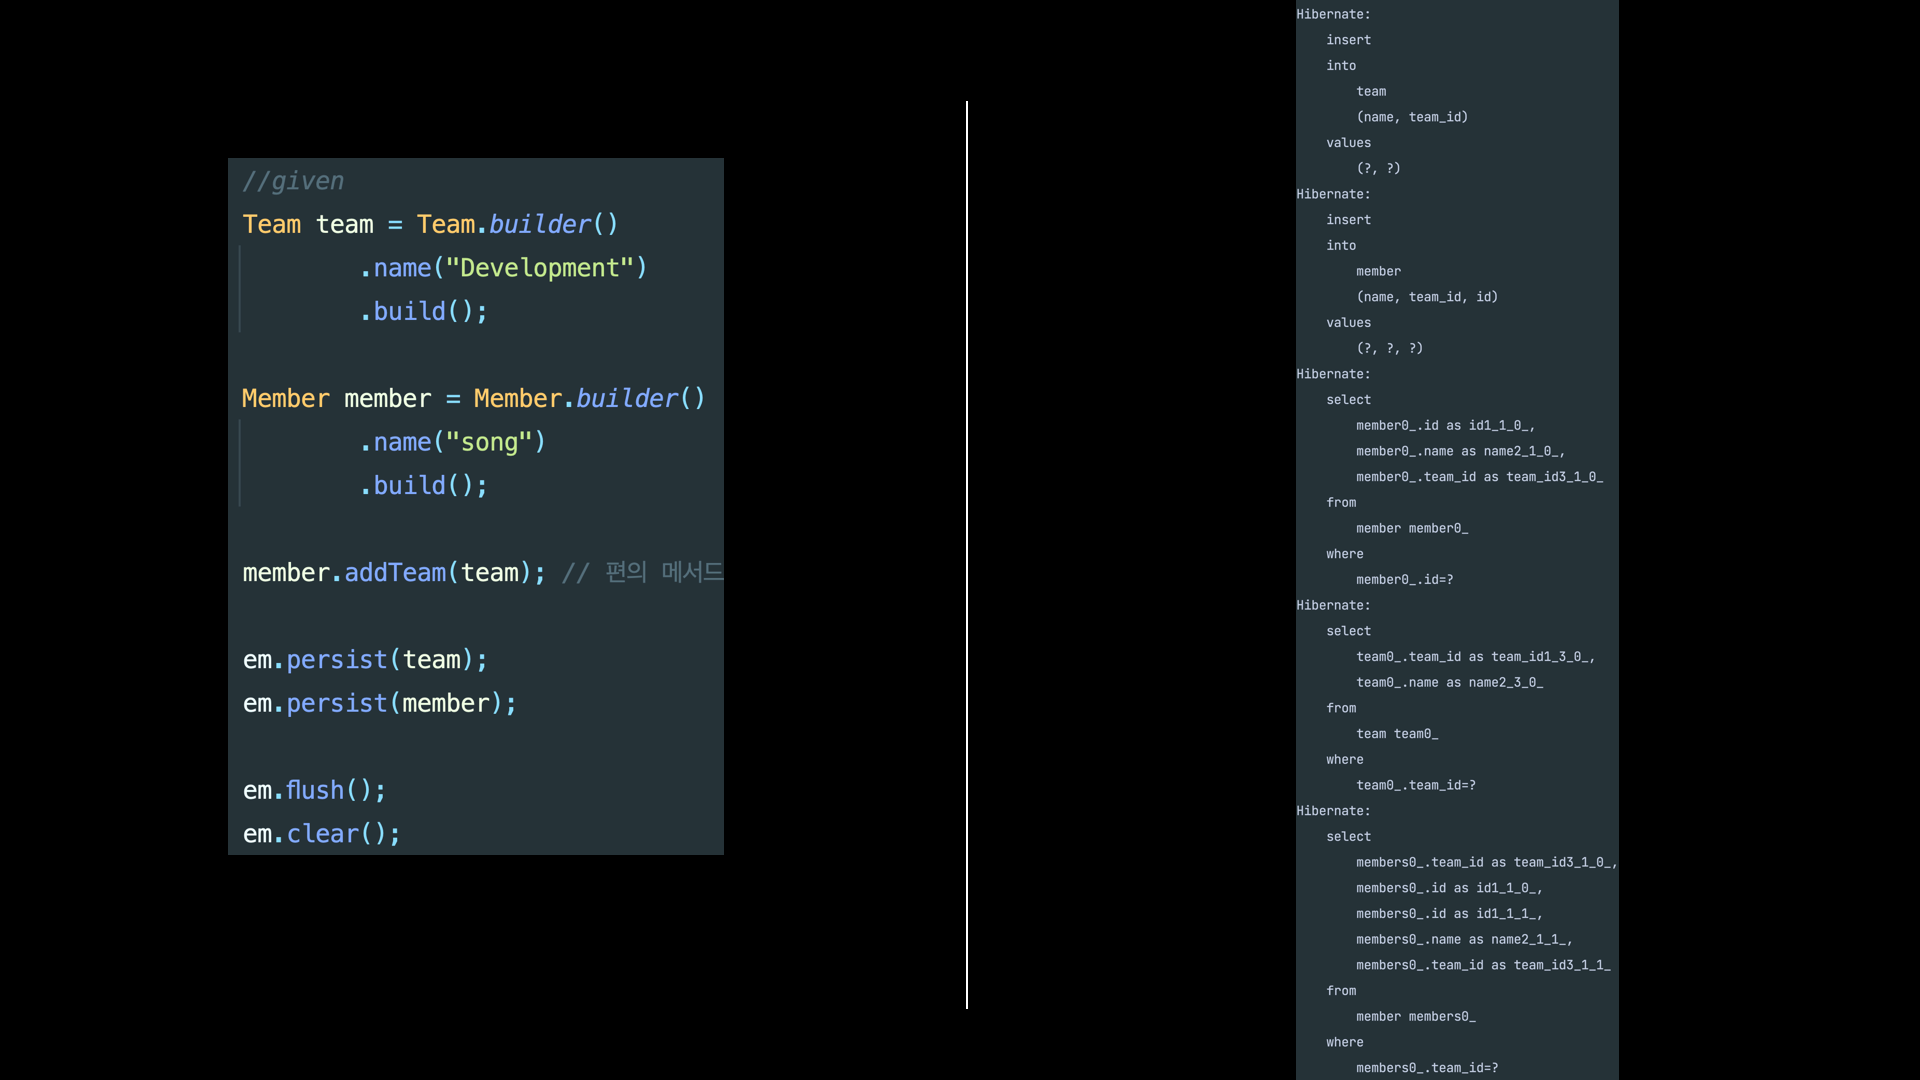 //given
Team team = Team.builder()
        .name("Development")
        .build();
Member member = Member.builder()
        .name("song")
        .build();
member.addTeam(team); // 편의 메서드
em.persist(team);
em.persist(member);
em.flush();
em.clear();
Hibernate:
    insert
    into
        team
        (name, team_id)
    values
        (?, ?)
Hibernate:
    insert
    into
        member
        (name, team_id, id)
    values
        (?, ?, ?)
Hibernate:
    select
        member0_.id as id1_1_0_,
        member0_.name as name2_1_0_,
        member0_.team_id as team_id3_1_0_
    from
        member member0_
    where
        member0_.id=?
Hibernate:
    select
        team0_.team_id as team_id1_3_0_,
        team0_.name as name2_3_0_
    from
        team team0_
    where
        team0_.team_id=?
Hibernate:
    select
        members0_.team_id as team_id3_1_0_,
        members0_.id as id1_1_0_,
        members0_.id as id1_1_1_,
        members0_.name as name2_1_1_,
        members0_.team_id as team_id3_1_1_
    from
        member members0_
    where
        members0_.team_id=?